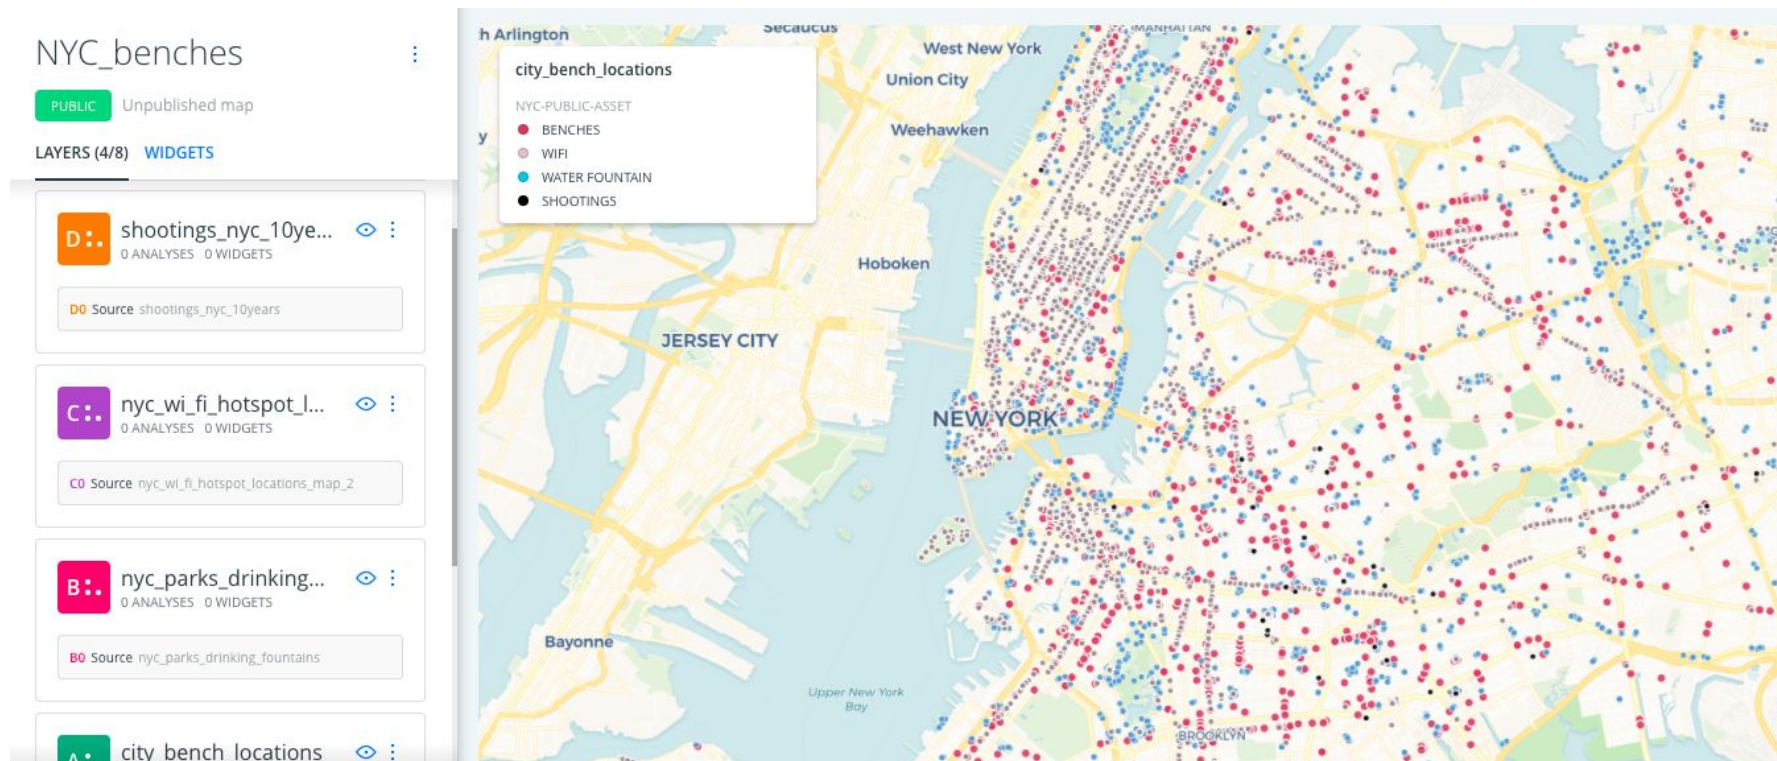 NYC_benches
PUBLIC Unpublished map
LAYERS (4/8) WIDGETS
D
shootings_nyc_10ye...
0 ANALYSES 0 WIDGETS
D0 Source shootings_nyc_10years
C
nyc_wi_fi_hotspot_l...
0 ANALYSES 0 WIDGETS
C0 Source nyc_wi_fi_hotspot_locations_map_2
B
nyc_parks_drinking...
0 ANALYSES 0 WIDGETS
B0 Source nyc_parks_drinking_fountains
A
city_bench_locations
city_bench_locations
NYC-PUBLIC-ASSET
BENCHES
WIFI
WATER FOUNTAIN
SHOOTINGS
h Arlington
Secaucus
MANHATTAN
West New York
Union City
y
Weehawken
Hoboken
JERSEY CITY
NEW YORK
Bayonne
Upper New York
Bay
BROOKLYN